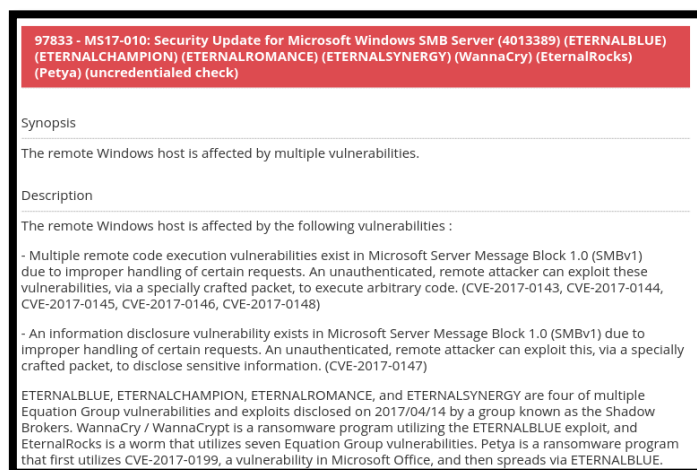 97833 - MS17-010: Security Update for Microsoft Windows SMB Server (4013389) (ETERNALBLUE)
(ETERNALCHAMPION) (ETERNALROMANCE) (ETERNALSYNERGY) (WannaCry) (EternalRocks)
(Petya) (uncredentialed check)
Synopsis
The remote Windows host is affected by multiple vulnerabilities.
Description
The remote Windows host is affected by the following vulnerabilities :
- Multiple remote code execution vulnerabilities exist in Microsoft Server Message Block 1.0 (SMBv1)
due to improper handling of certain requests. An unauthenticated, remote attacker can exploit these
vulnerabilities, via a specially crafted packet, to execute arbitrary code. (CVE-2017-0143, CVE-2017-0144,
CVE-2017-0145, CVE-2017-0146, CVE-2017-0148)
- An information disclosure vulnerability exists in Microsoft Server Message Block 1.0 (SMBv1) due to
improper handling of certain requests. An unauthenticated, remote attacker can exploit this, via a specially
crafted packet, to disclose sensitive information. (CVE-2017-0147)
ETERNALBLUE, ETERNALCHAMPION, ETERNALROMANCE, and ETERNALSYNERGY are four of multiple
Equation Group vulnerabilities and exploits disclosed on 2017/04/14 by a group known as the Shadow
Brokers. WannaCry / WannaCrypt is a ransomware program utilizing the ETERNALBLUE exploit, and
EternalRocks is a worm that utilizes seven Equation Group vulnerabilities. Petya is a ransomware program
that first utilizes CVE-2017-0199, a vulnerability in Microsoft Office, and then spreads via ETERNALBLUE.